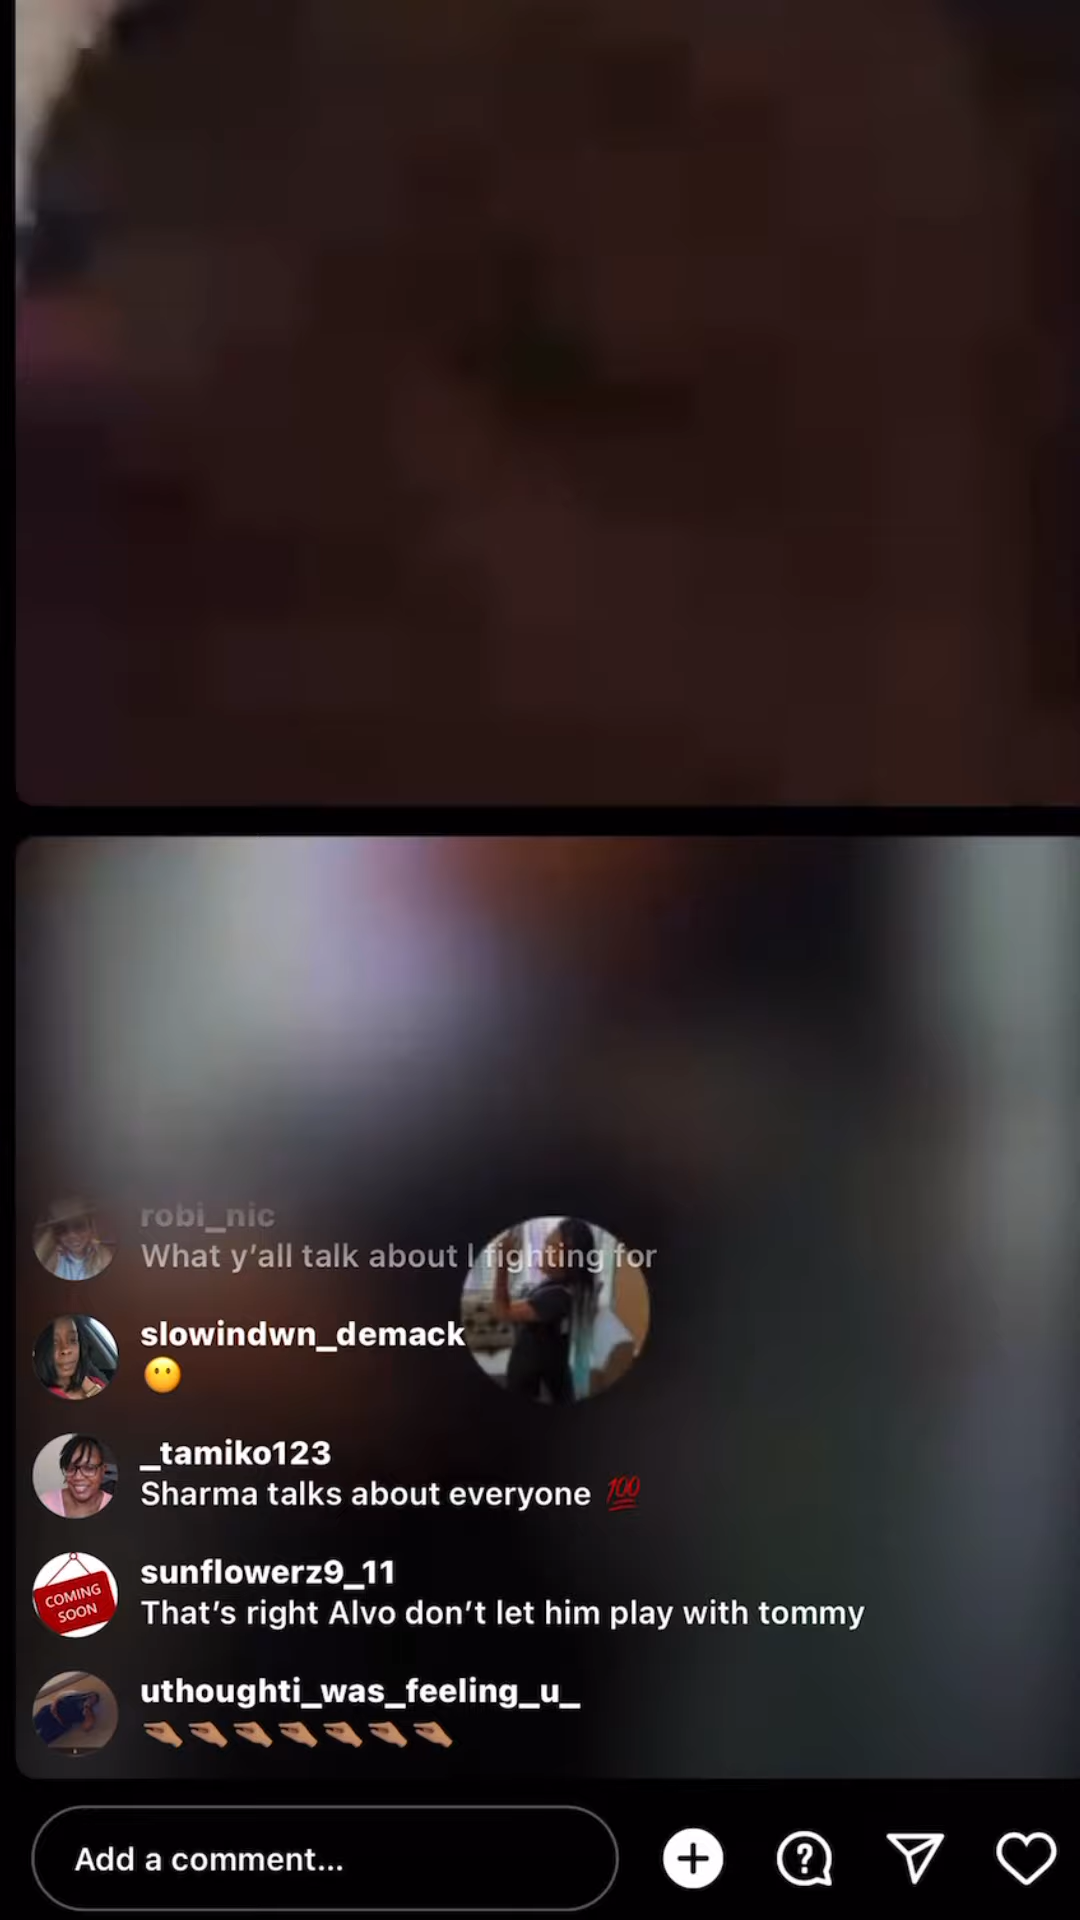 robi_nic
What y’all talk about I fighting for
slowindwn_demack
😶
_tamiko123
Sharma talks about everyone 💯
COMING
SOON
sunflowerz9_11
That’s right Alvo don’t let him play with tommy
uthoughti_was_feeling_u_
🫴🏼🫴🏼🫴🏼🫴🏼🫴🏼🫴🏼🫴🏼
Add a comment...